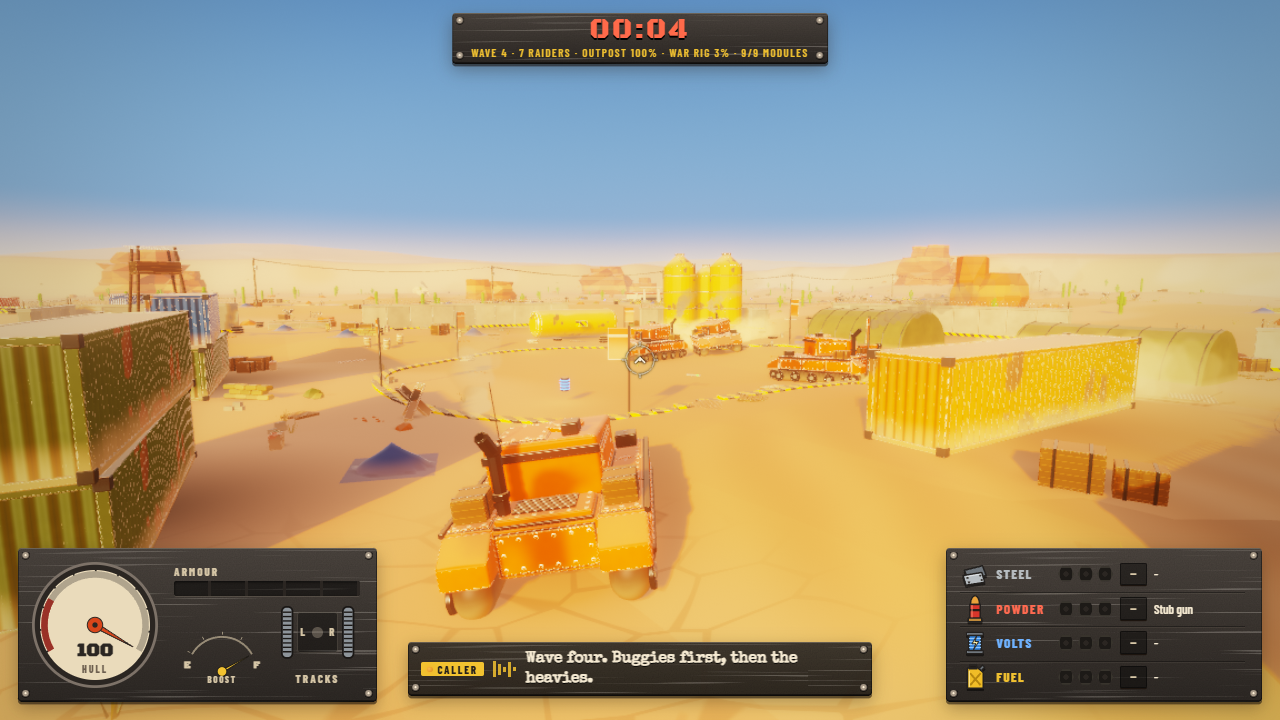 00:04
WAVE 4 · 7 RAIDERS · OUTPOST 100% · WAR RIG 3% · 9/9 MODULES
ARMOUR
100
HULL
E
F
BOOST
L
R
TRACKS
CALLER
Wave four. Buggies first, then the
heavies.
STEEL – -
POWDER – Stub gun
VOLTS – -
FUEL – -